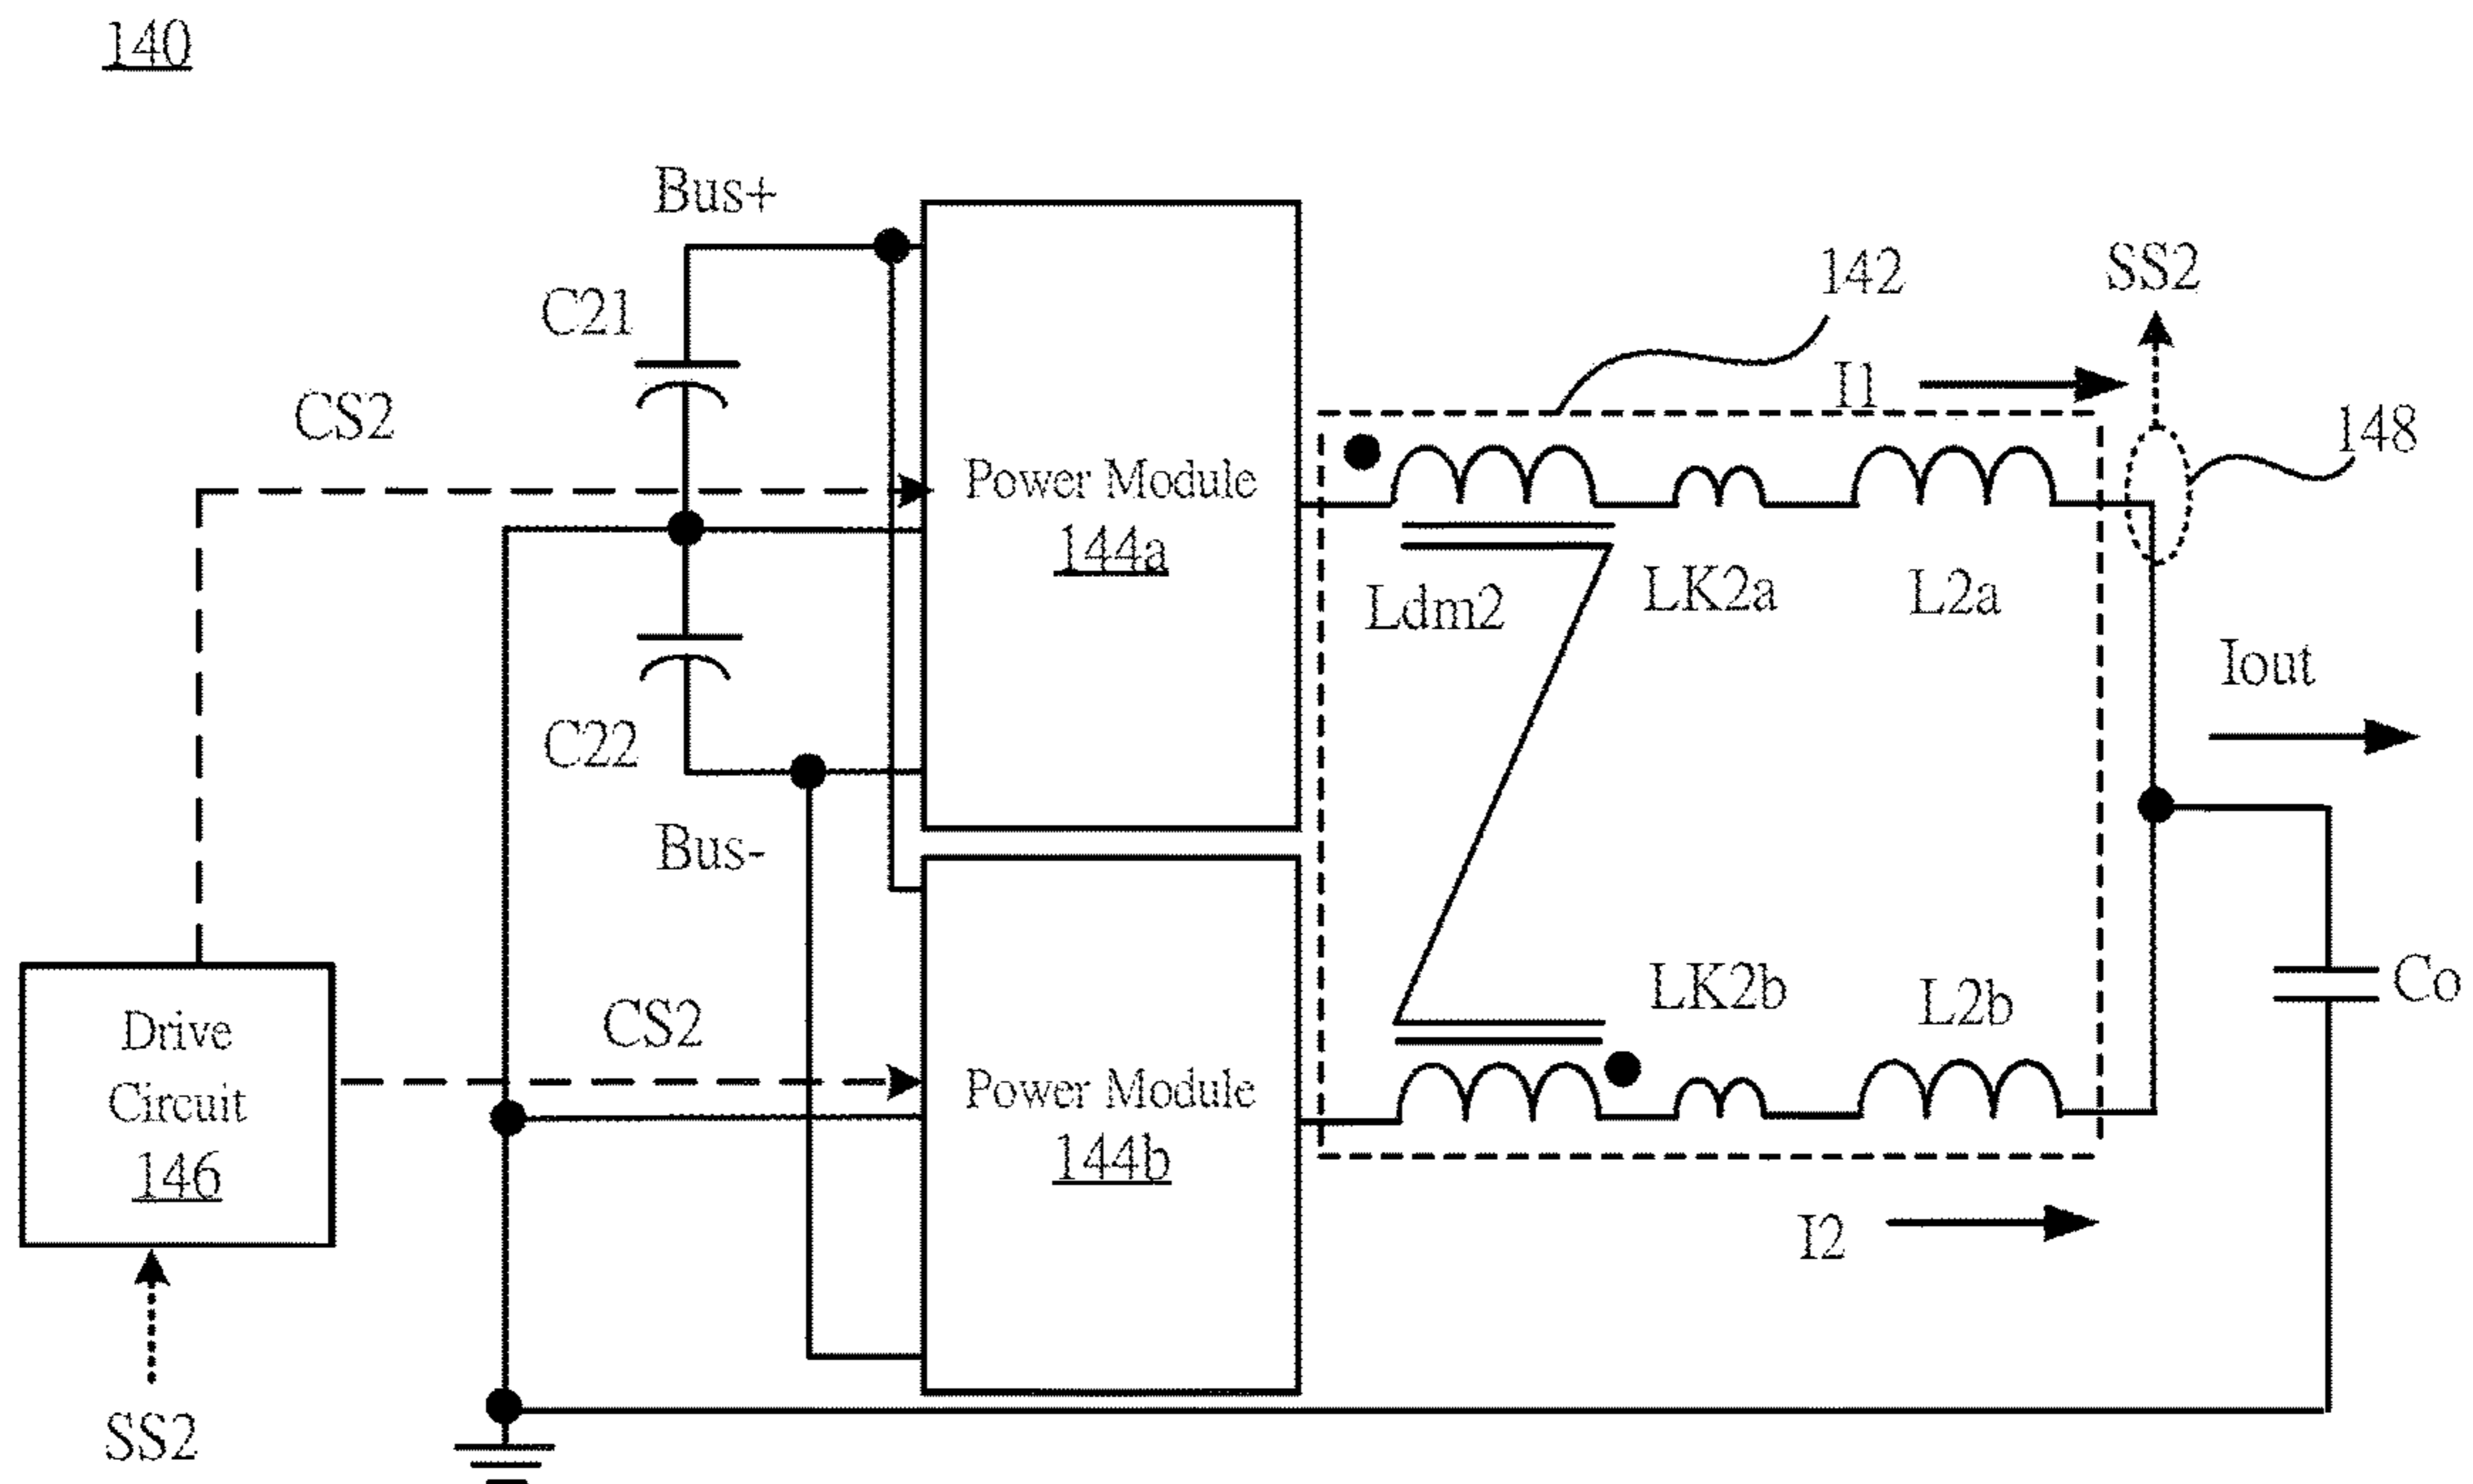 140
Bus+
142
SS2
C21
I1
CS2
148
Power Module
144a
Ldm2
LK2a
L2a
Iout
C22
Bus-
LK2b
L2b
Co
CS2
Drive
Circuit
146
Power Module
144b
I2
SS2